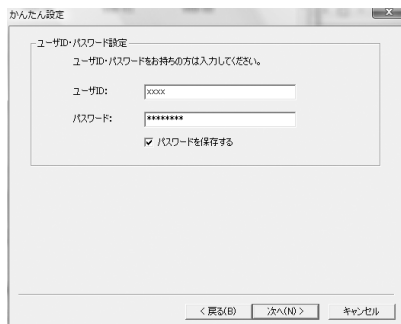 かんたん設定
ユーザID・パスワード設定
ユーザID・パスワードをお持ちの方は入力してください。
ユーザID:
xxxx
パスワード:
********
パスワードを保存する
< 戻る(B)
次へ(N) >
キャンセル